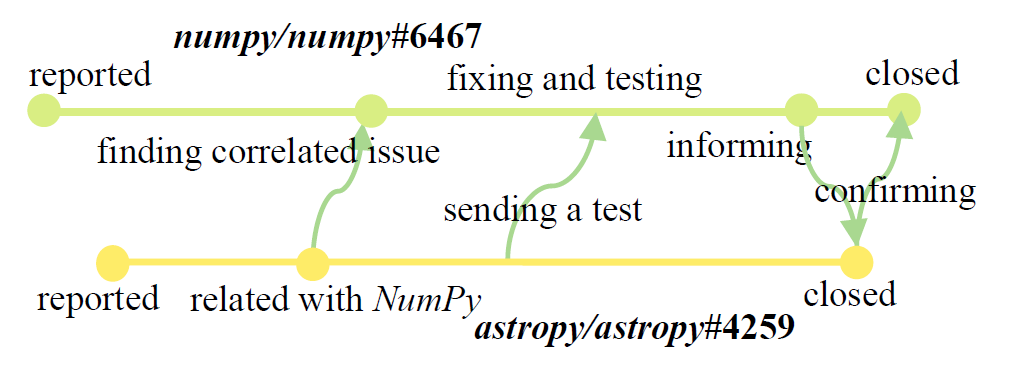 numpy/numpy#6467
reported
fixing and testing
closed
finding correlated issue
informing
confirming
sending a test
reported
related with NumPy
closed
astropy/astropy#4259